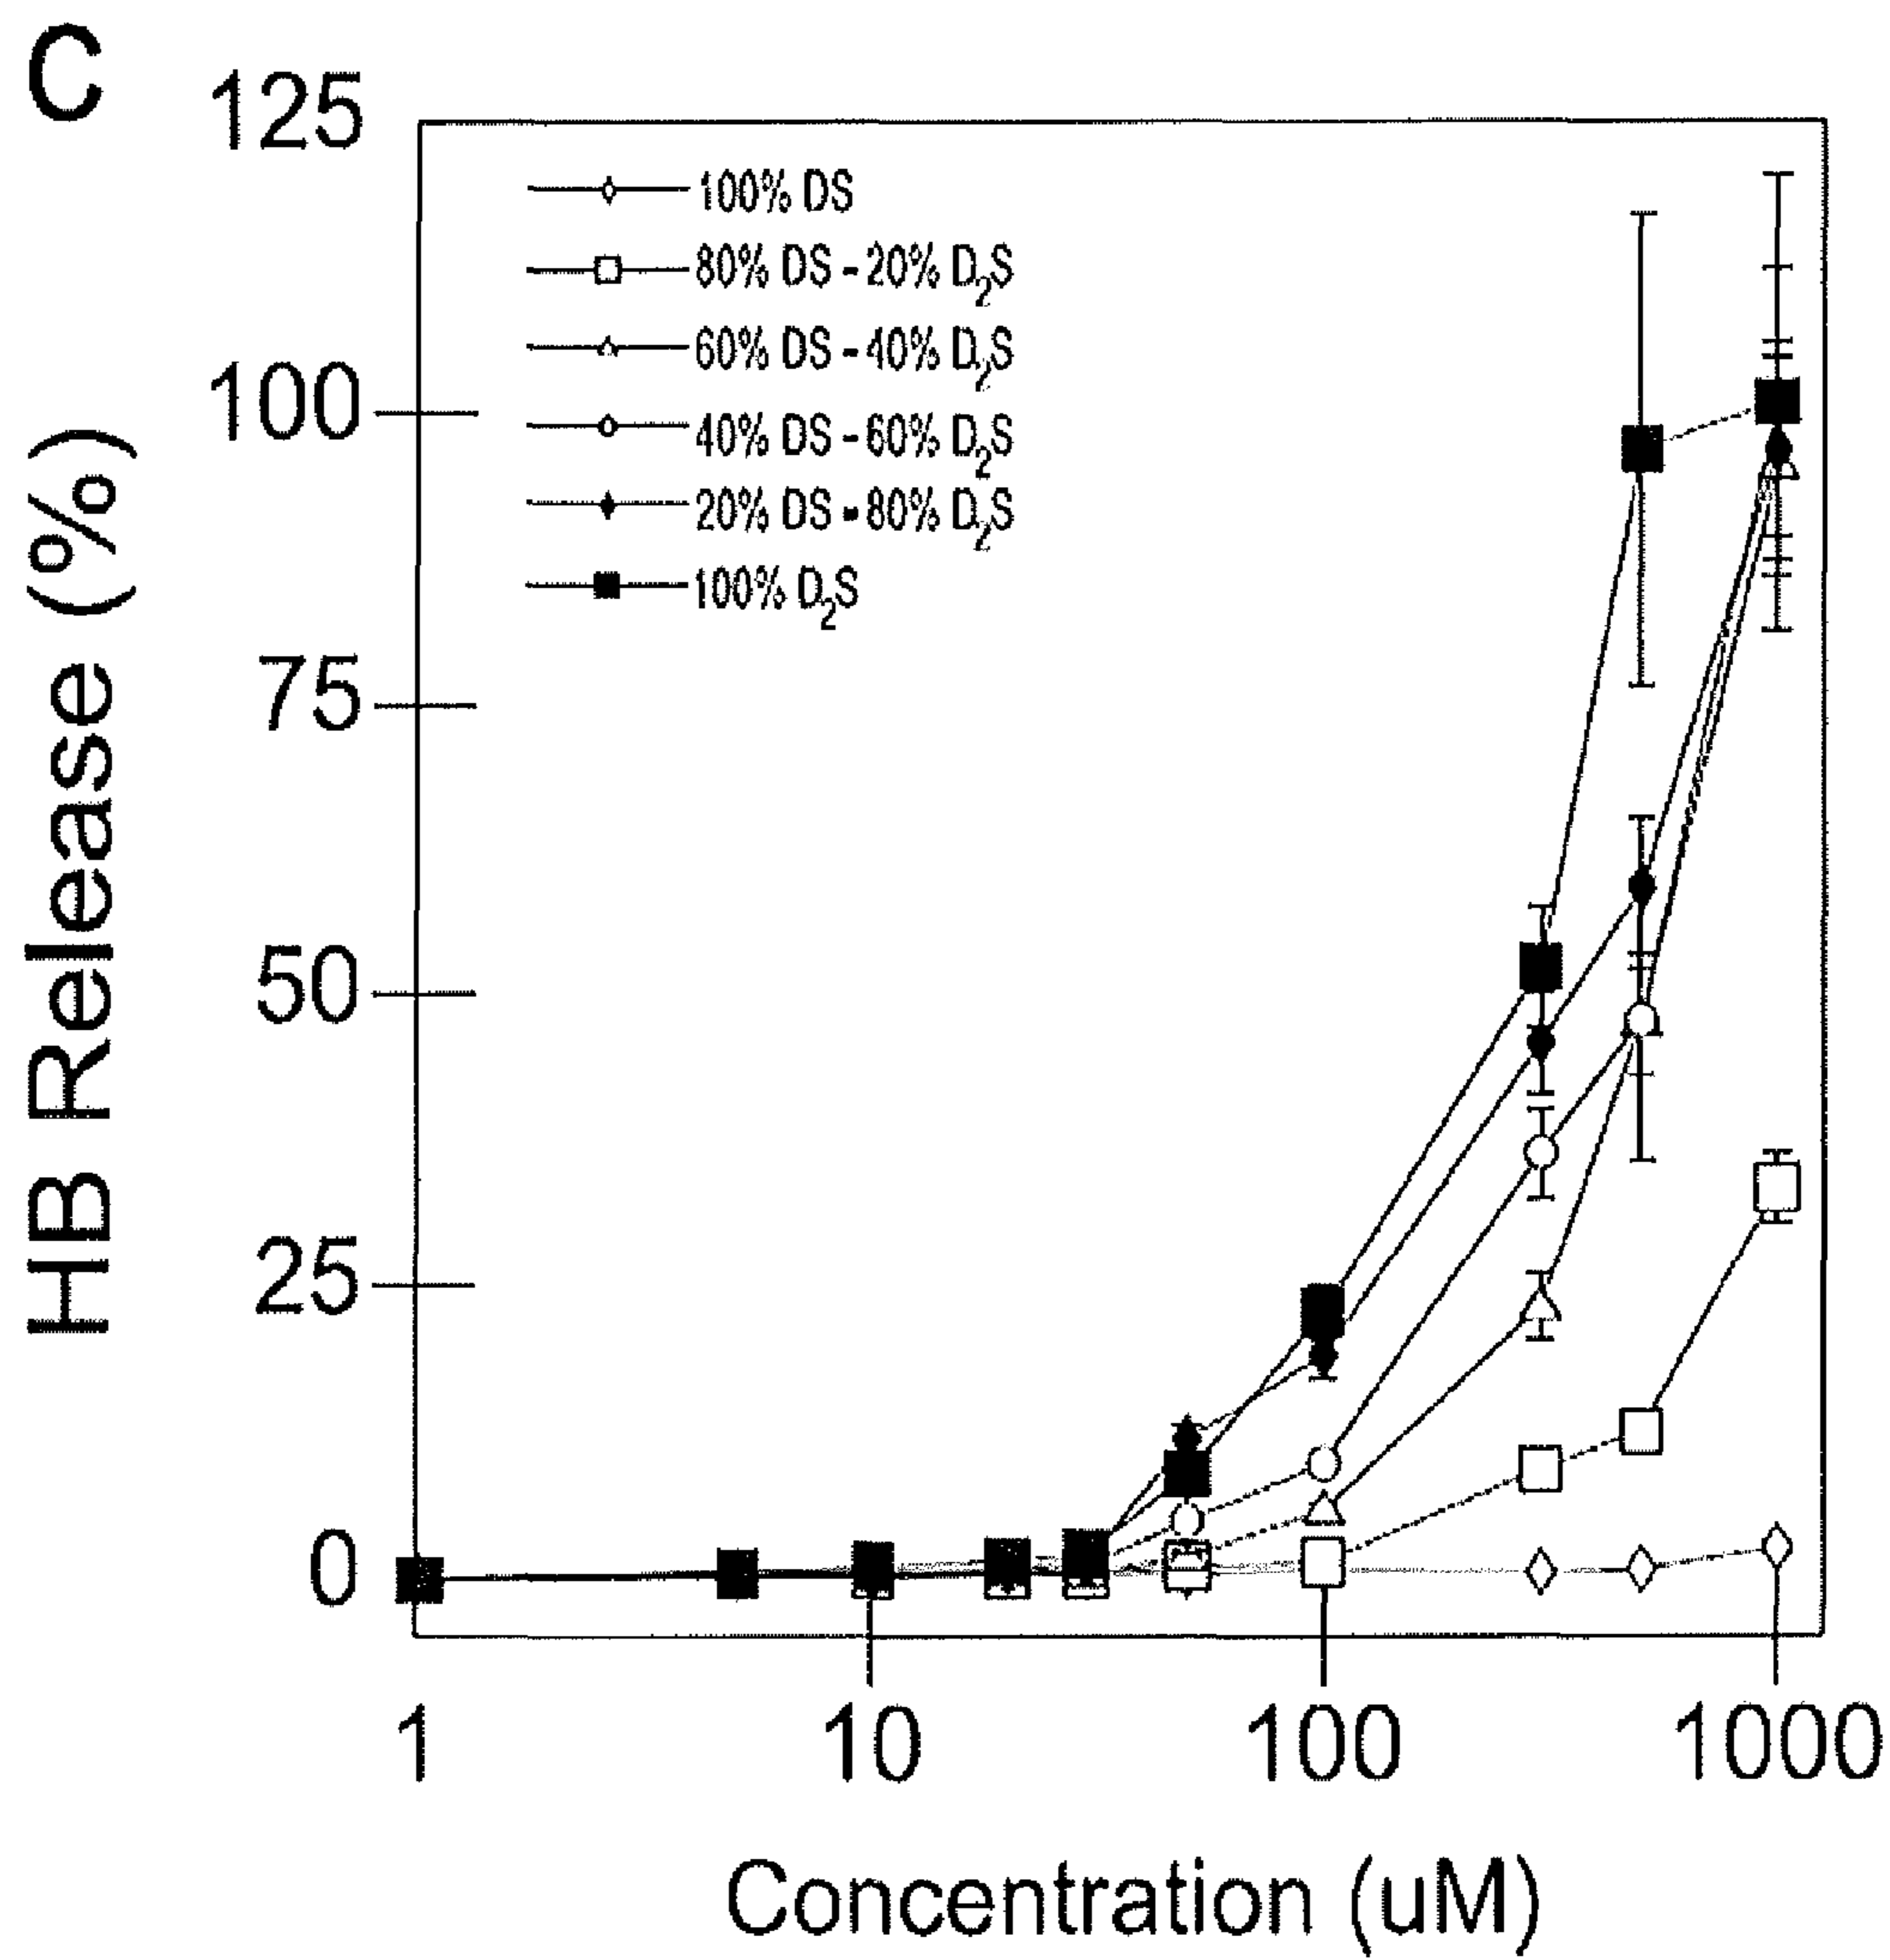 C
125
100
75
50
25
0
HB Release (%)
100% DS
80% DS - 20% D₂S
60% DS - 40% D₂S
40% DS - 60% D₂S
20% DS - 80% D₂S
100% D₂S
1 10 100 1000
Concentration (uM)